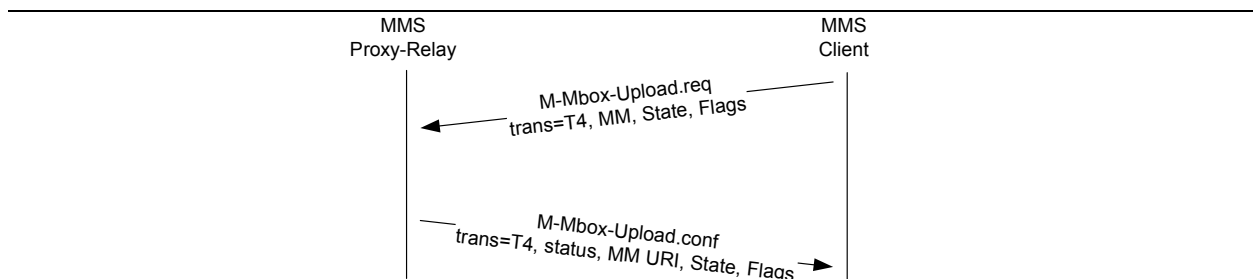 MMS
Proxy-Relay
MMS
Client
M-Mbox-Upload.req
trans=T4, MM, State, Flags
M-Mbox-Upload.conf
trans=T4, status, MM URI, State, Flags